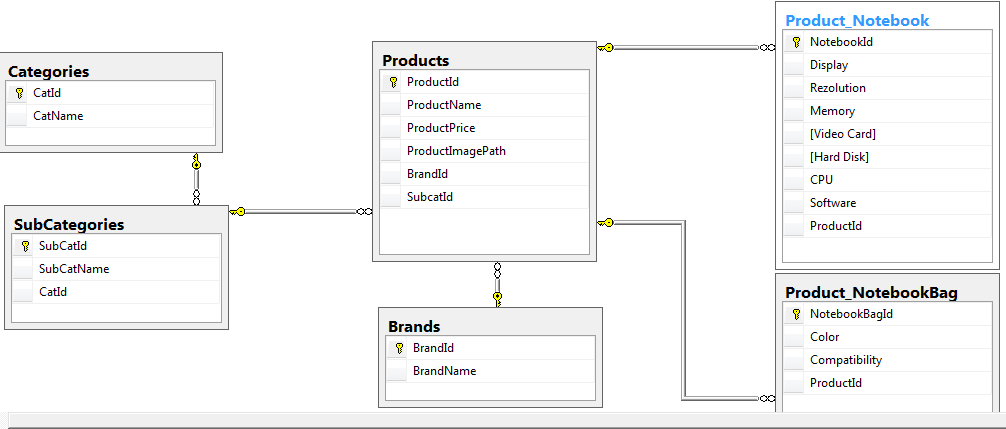 Categories
CatId
CatName
SubCategories
SubCatId
SubCatName
CatId
Products
ProductId
ProductName
ProductPrice
ProductImagePath
BrandId
SubcatId
Brands
BrandId
BrandName
Product_Notebook
NotebookId
Display
Rezolution
Memory
[Video Card]
[Hard Disk]
CPU
Software
ProductId
Product_NotebookBag
NotebookBagId
Color
Compatibility
ProductId